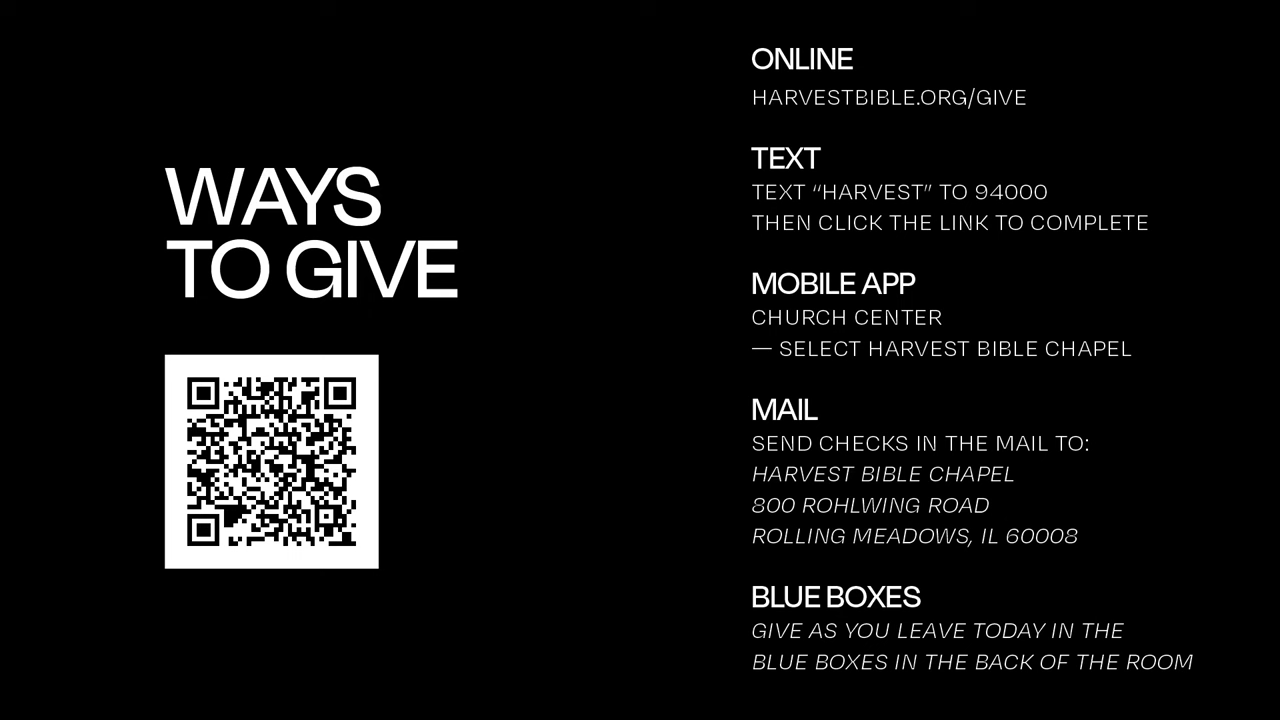 WAYS
TO GIVE
ONLINE
HARVESTBIBLE.ORG/GIVE
TEXT
TEXT “HARVEST” TO 94000
THEN CLICK THE LINK TO COMPLETE
MOBILE APP
CHURCH CENTER
— SELECT HARVEST BIBLE CHAPEL
MAIL
SEND CHECKS IN THE MAIL TO:
HARVEST BIBLE CHAPEL
800 ROHLWING ROAD
ROLLING MEADOWS, IL 60008
BLUE BOXES
GIVE AS YOU LEAVE TODAY IN THE
BLUE BOXES IN THE BACK OF THE ROOM